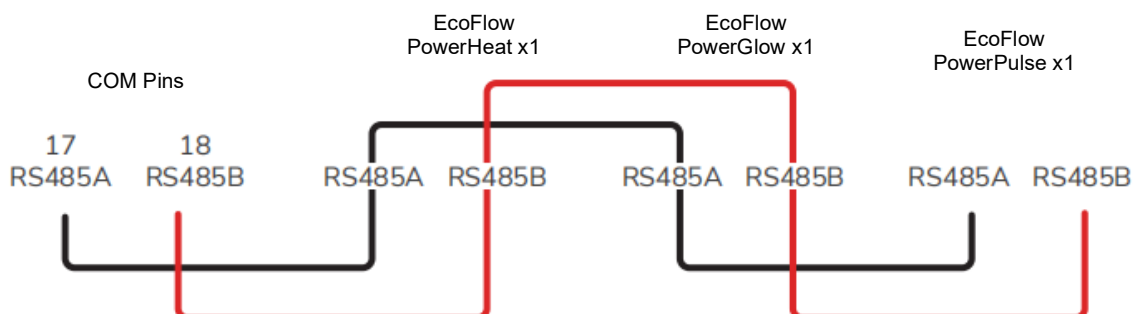 EcoFlow
PowerHeat x1
EcoFlow
PowerGlow x1
EcoFlow
PowerPulse x1
COM Pins
17
18
RS485A
RS485B
RS485A
RS485B
RS485A
RS485B
RS485A
RS485B